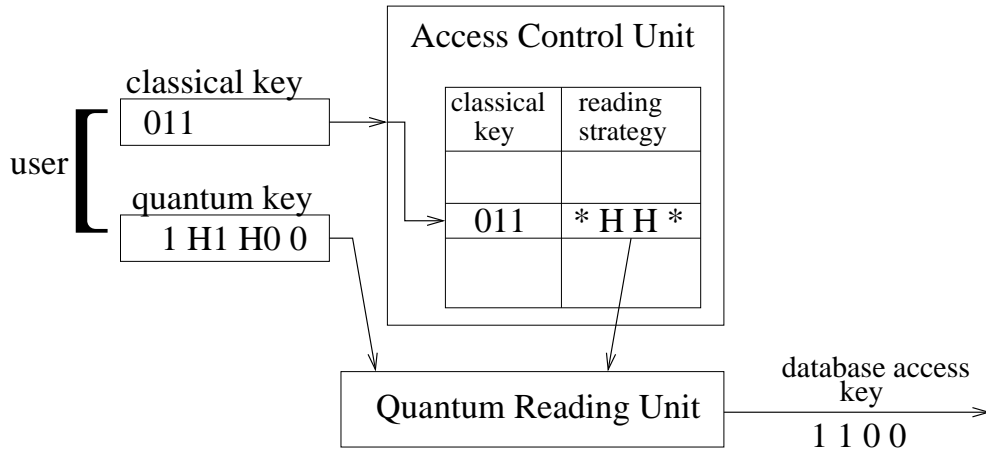 Access Control Unit
classical key
011
user
quantum key
1 H1 H0 0
classical
key
reading
strategy
011
* H H *
Quantum Reading Unit
database access
key
1 1 0 0